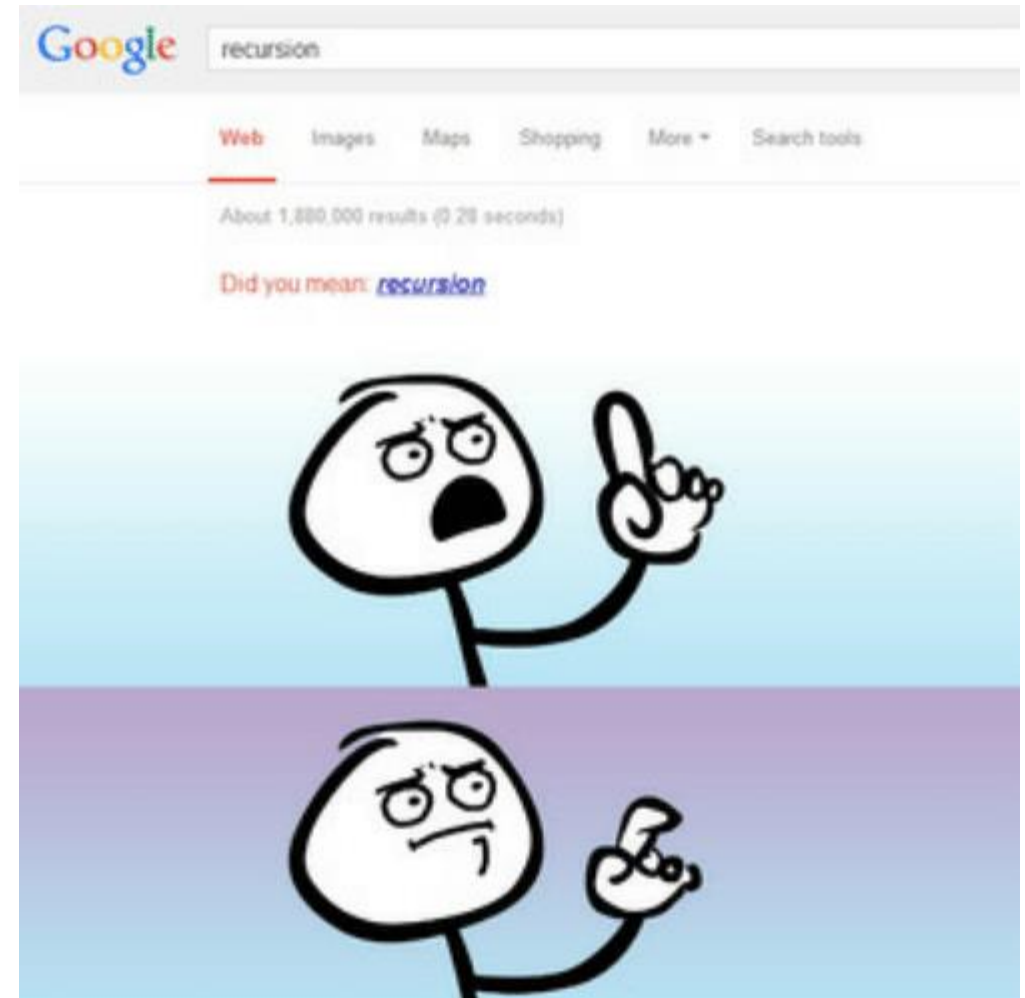 Google recursion
Web Images Maps Shopping More Search tools
About 1,880,000 results (0.28 seconds)
Did you mean: recursion